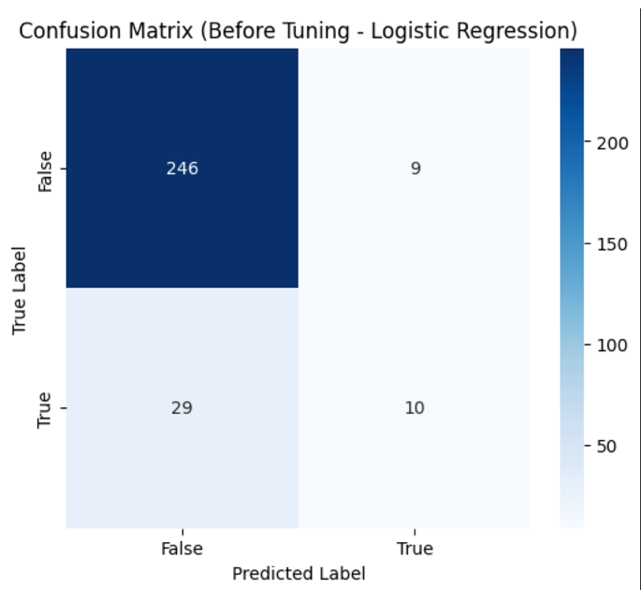 Confusion Matrix (Before Tuning - Logistic Regression)
False
246
9
200
150
True Label
100
True
29
10
50
False
True
Predicted Label